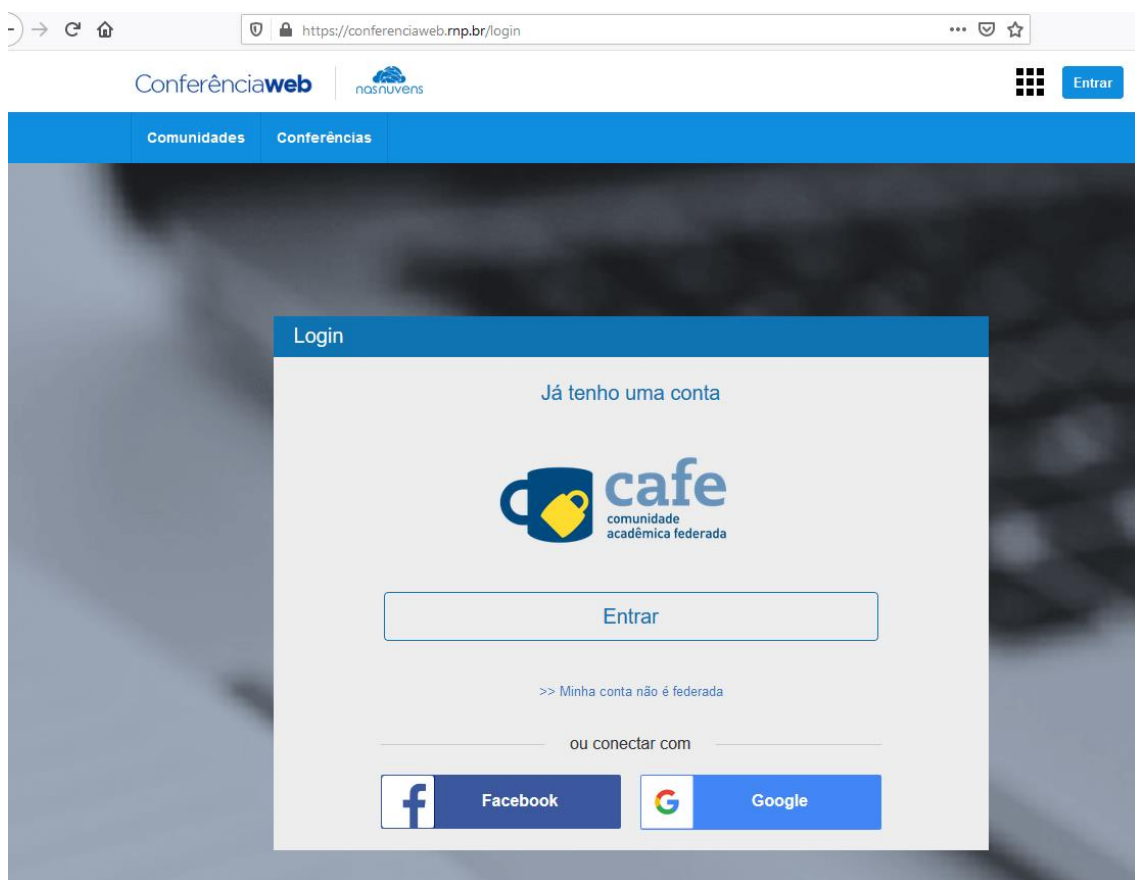 https://conferenciaweb.rnp.br/login
Conferênciaweb
nasnuvens
Entrar
Comunidades Conferências
Login
Já tenho uma conta
cafe
comunidade
acadêmica federada
Entrar
>> Minha conta não é federada
ou conectar com
Facebook
Google